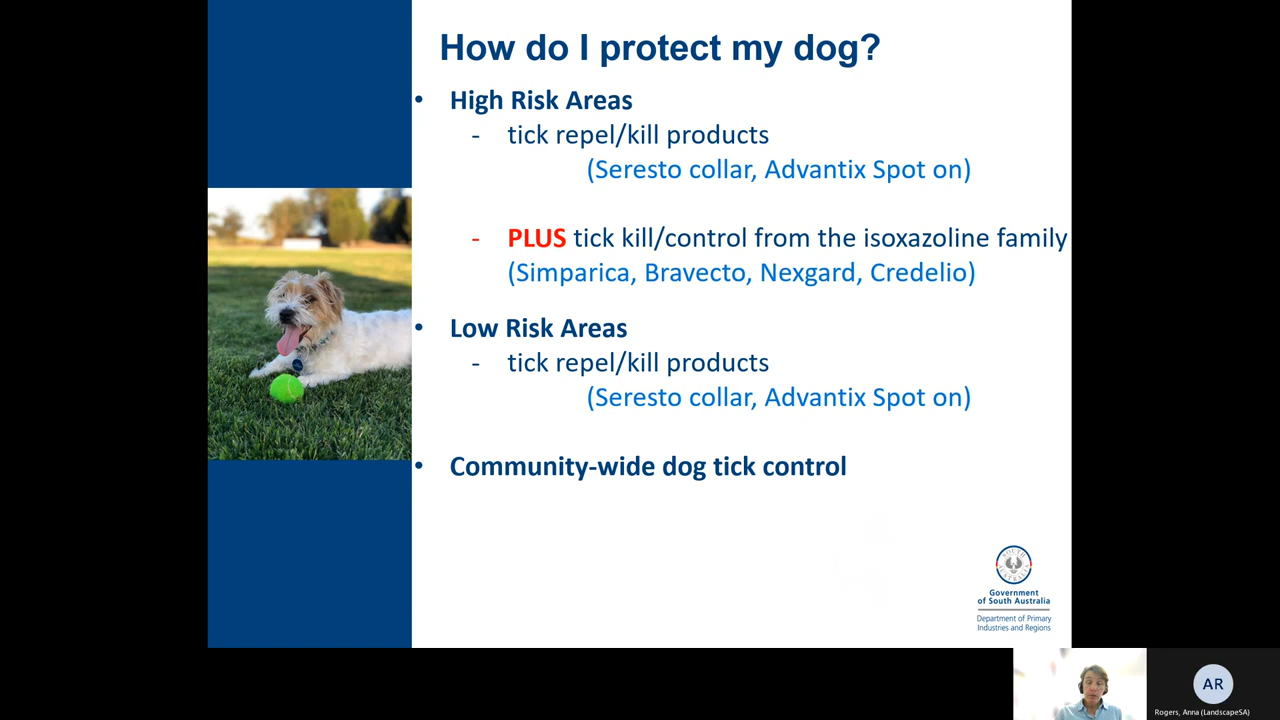 How do I protect my dog?
• High Risk Areas
- tick repel/kill products
(Seresto collar, Advantix Spot on)
- PLUS tick kill/control from the isoxazoline family
(Simparica, Bravecto, Nexgard, Credelio)
• Low Risk Areas
- tick repel/kill products
(Seresto collar, Advantix Spot on)
• Community-wide dog tick control
SOUTH AUSTRALIA
Government
of South Australia
Department of Primary
Industries and Regions
AR
Rogers, Anna (LandscapeSA)